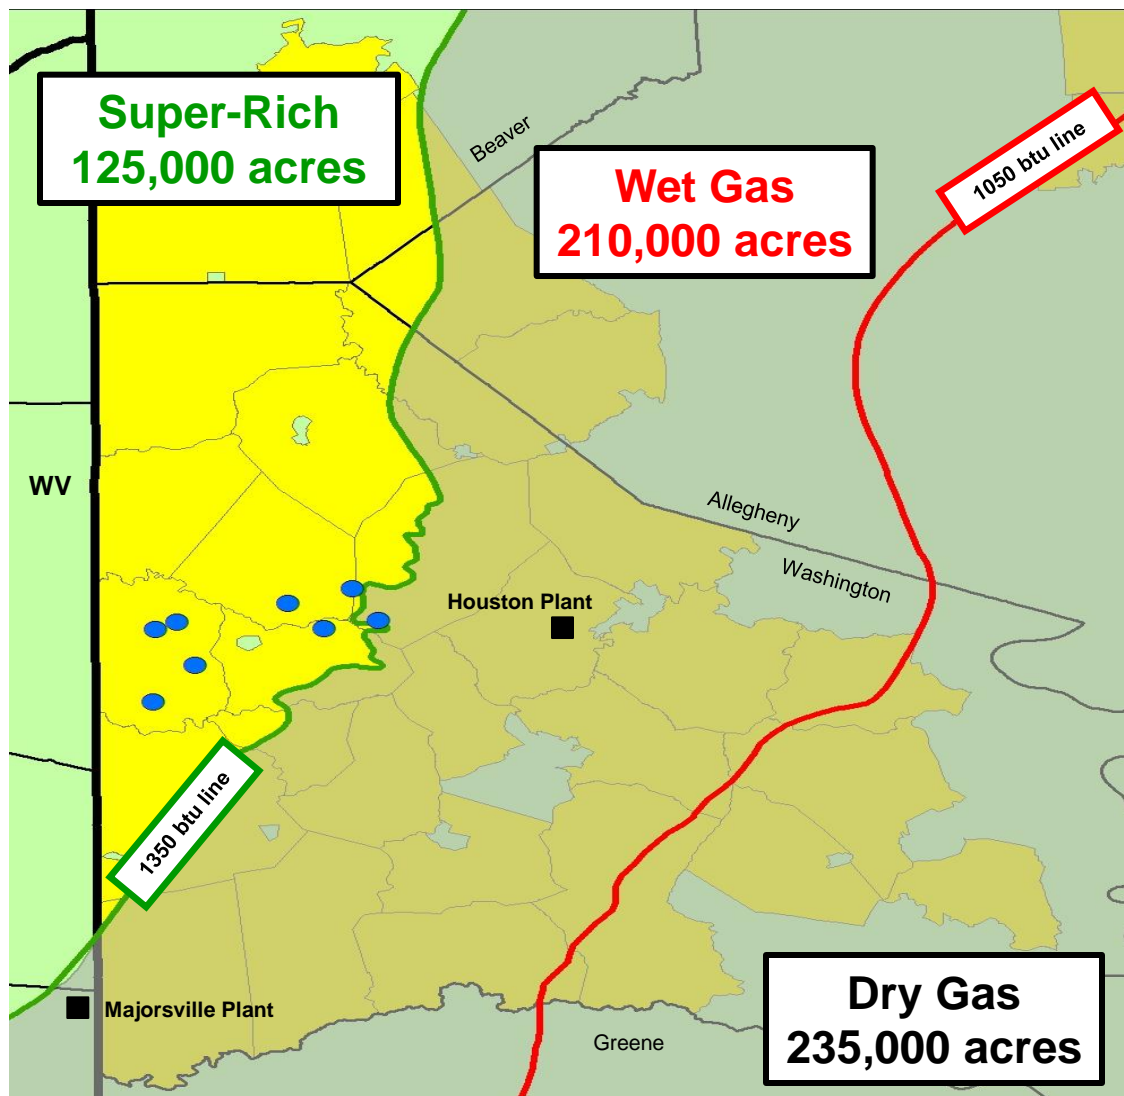 Super-Rich
125,000 acres
Beaver
1050 btu line
Wet Gas
210,000 acres
WV
Allegheny
Washington
Houston Plant
1350 btu line
Majorsville Plant
Greene
Dry Gas
235,000 acres